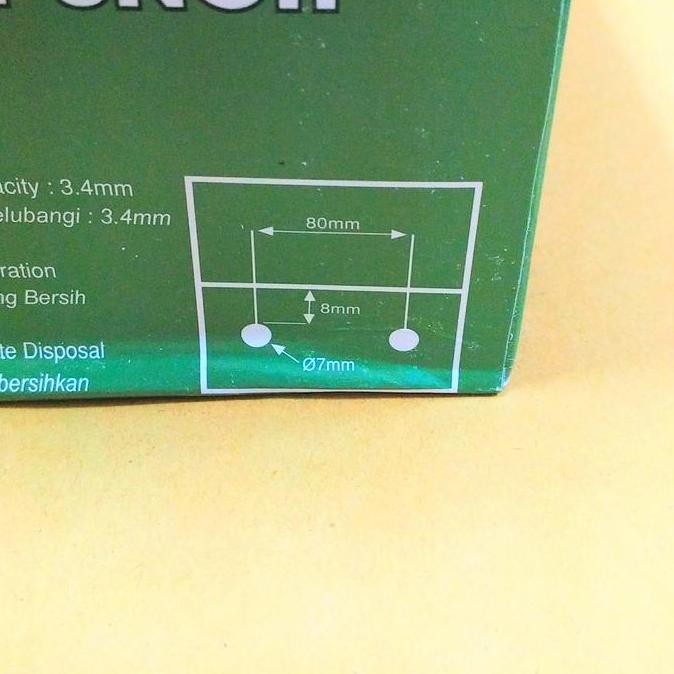 acity : 3.4mm
elubangi : 3.4mm
ration
ng Bersih
te Disposal
bersihkan
80mm
8mm
Ø7mm